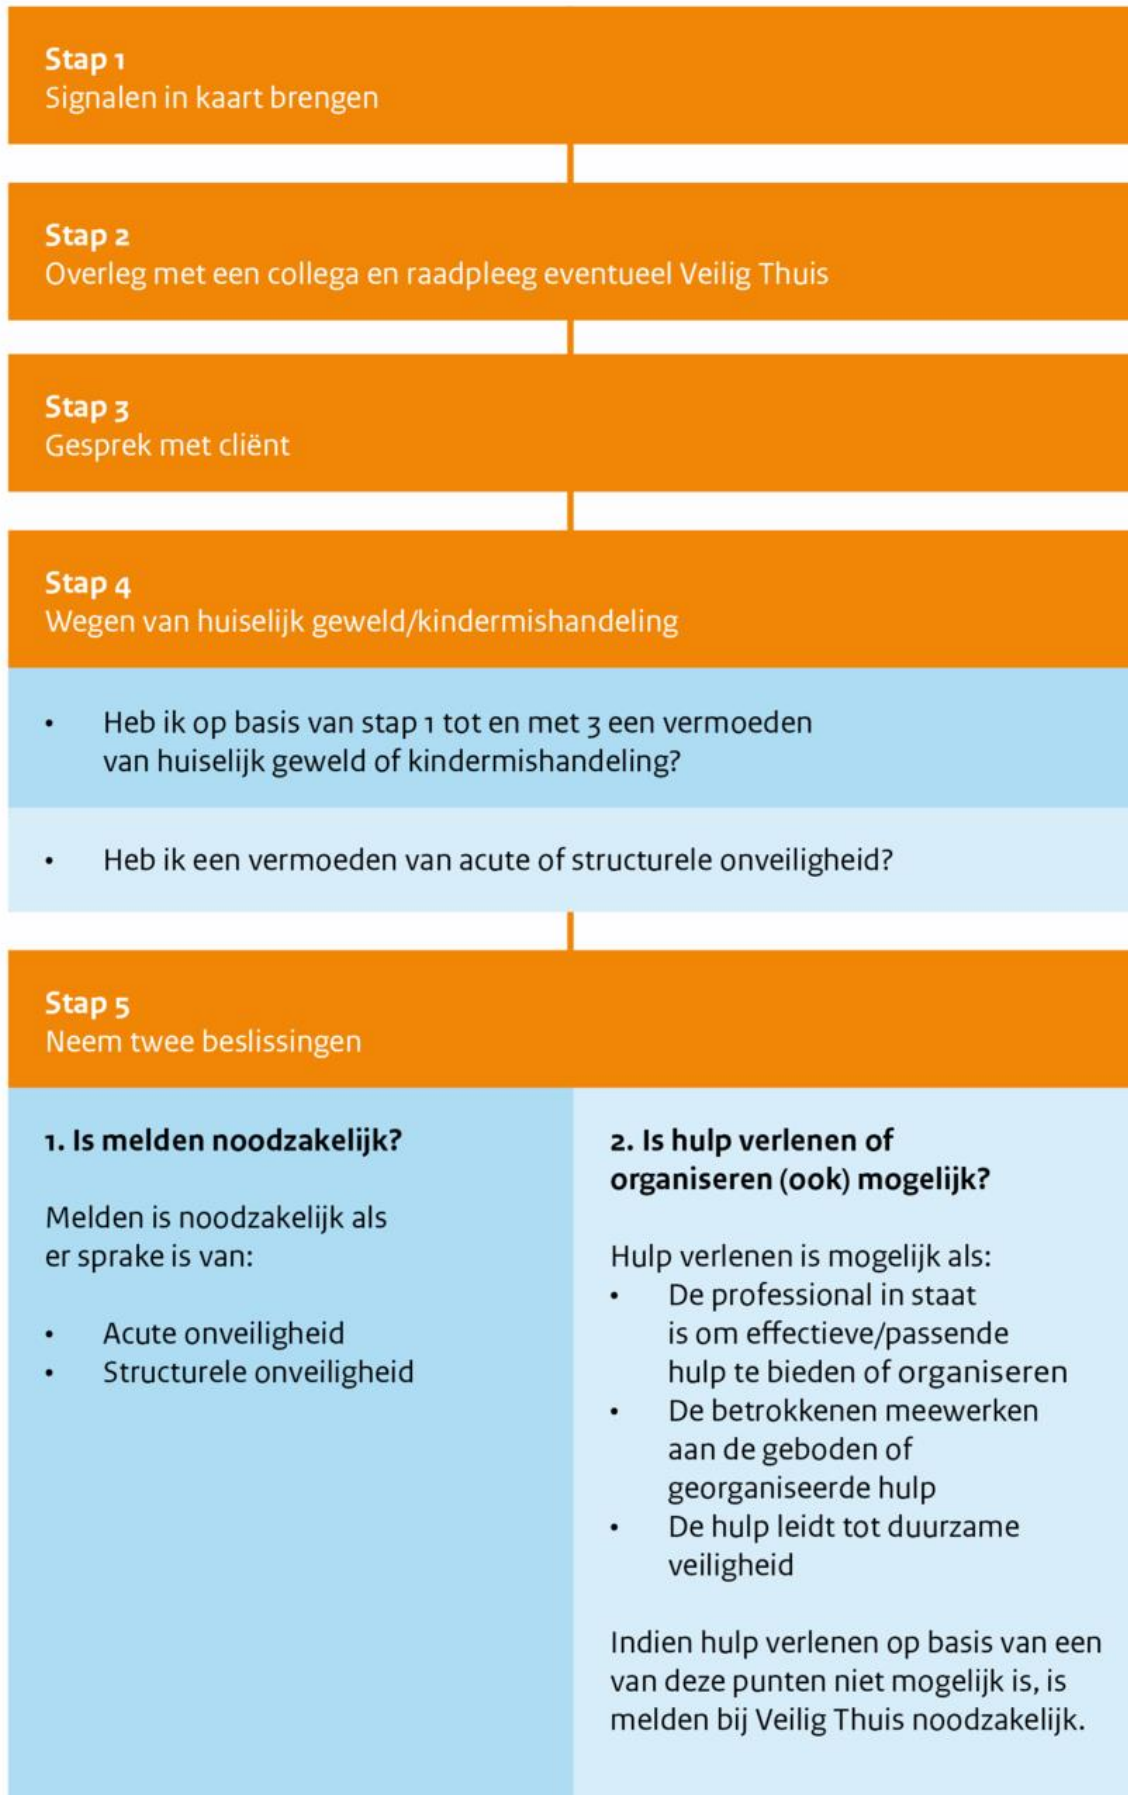 Stap 1
Signalen in kaart brengen
Stap 2
Overleg met een collega en raadpleeg eventueel Veilig Thuis
Stap 3
Gesprek met cliënt
Stap 4
Wegen van huiselijk geweld/kindermishandeling
• Heb ik op basis van stap 1 tot en met 3 een vermoeden
van huiselijk geweld of kindermishandeling?
• Heb ik een vermoeden van acute of structurele onveiligheid?
Stap 5
Neem twee beslissingen
1. Is melden noodzakelijk?
Melden is noodzakelijk als
er sprake is van:
• Acute onveiligheid
• Structurele onveiligheid
2. Is hulp verlenen of
organiseren (ook) mogelijk?
Hulp verlenen is mogelijk als:
• De professional in staat
is om effectieve/passende
hulp te bieden of organiseren
• De betrokkenen meewerken
aan de geboden of
georganiseerde hulp
• De hulp leidt tot duurzame
veiligheid
Indien hulp verlenen op basis van een
van deze punten niet mogelijk is, is
melden bij Veilig Thuis noodzakelijk.